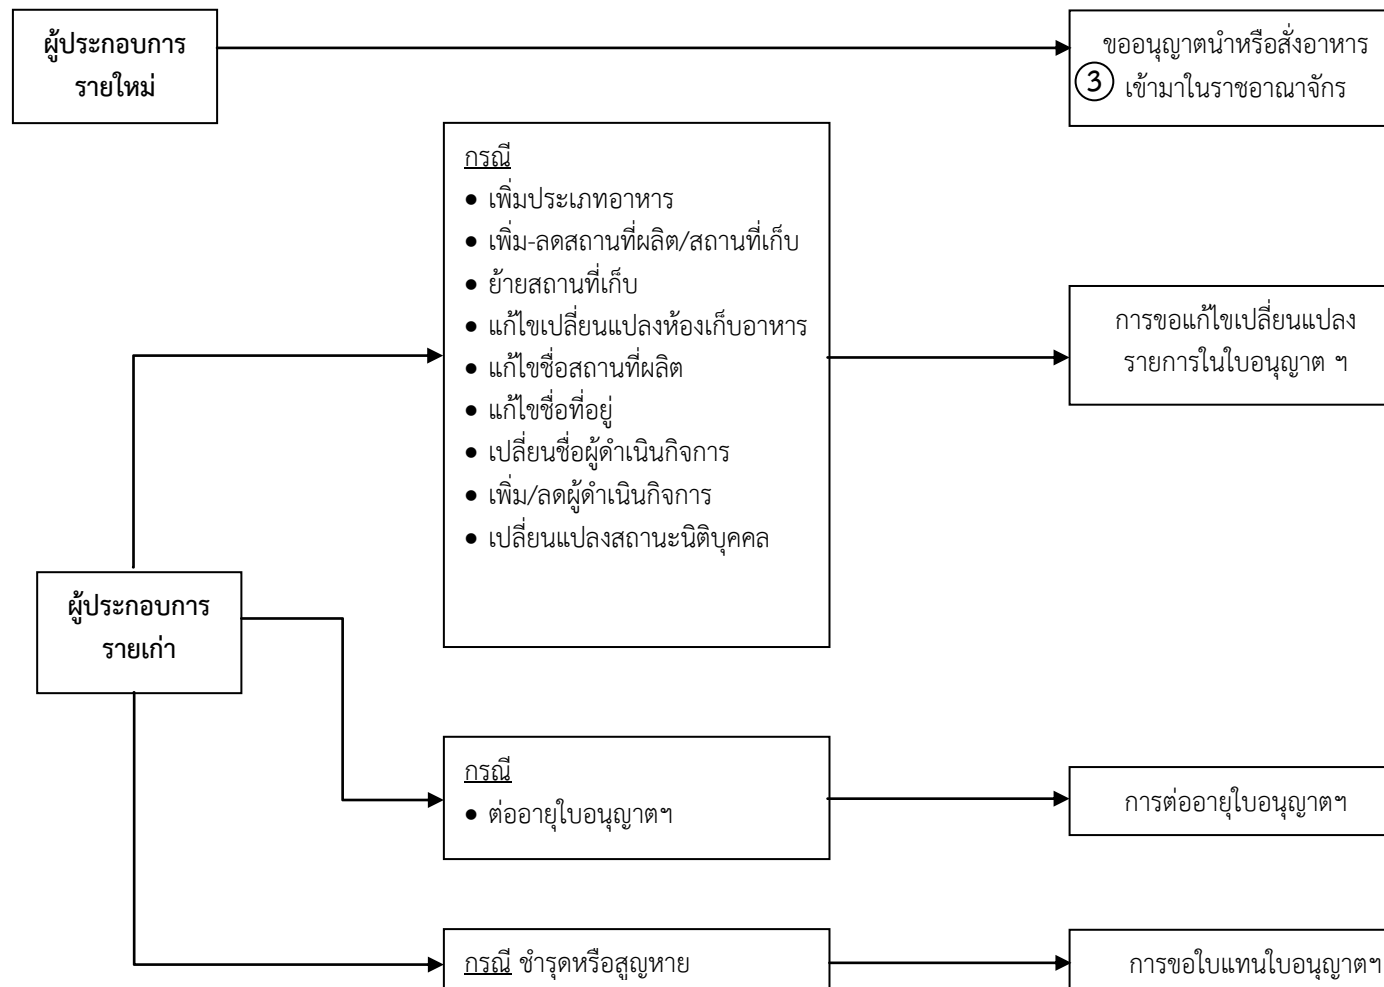 ผู้ประกอบการ
รายใหม่
ขออนุญาตนำหรือสั่งอาหาร
③ เข้ามาในราชอาณาจักร
กรณี
● เพิ่มประเภทอาหาร
● เพิ่ม-ลดสถานที่ผลิต/สถานที่เก็บ
● ย้ายสถานที่เก็บ
● แก้ไขเปลี่ยนแปลงห้องเก็บอาหาร
● แก้ไขชื่อสถานที่ผลิต
● แก้ไขชื่อที่อยู่
● เปลี่ยนชื่อผู้ดำเนินกิจการ
● เพิ่ม/ลดผู้ดำเนินกิจการ
● เปลี่ยนแปลงสถานะนิติบุคคล
การขอแก้ไขเปลี่ยนแปลง
รายการในใบอนุญาต ฯ
ผู้ประกอบการ
รายเก่า
กรณี
● ต่ออายุใบอนุญาตฯ
การต่ออายุใบอนุญาตฯ
กรณี ชำรุดหรือสูญหาย
การขอใบแทนใบอนุญาตฯ